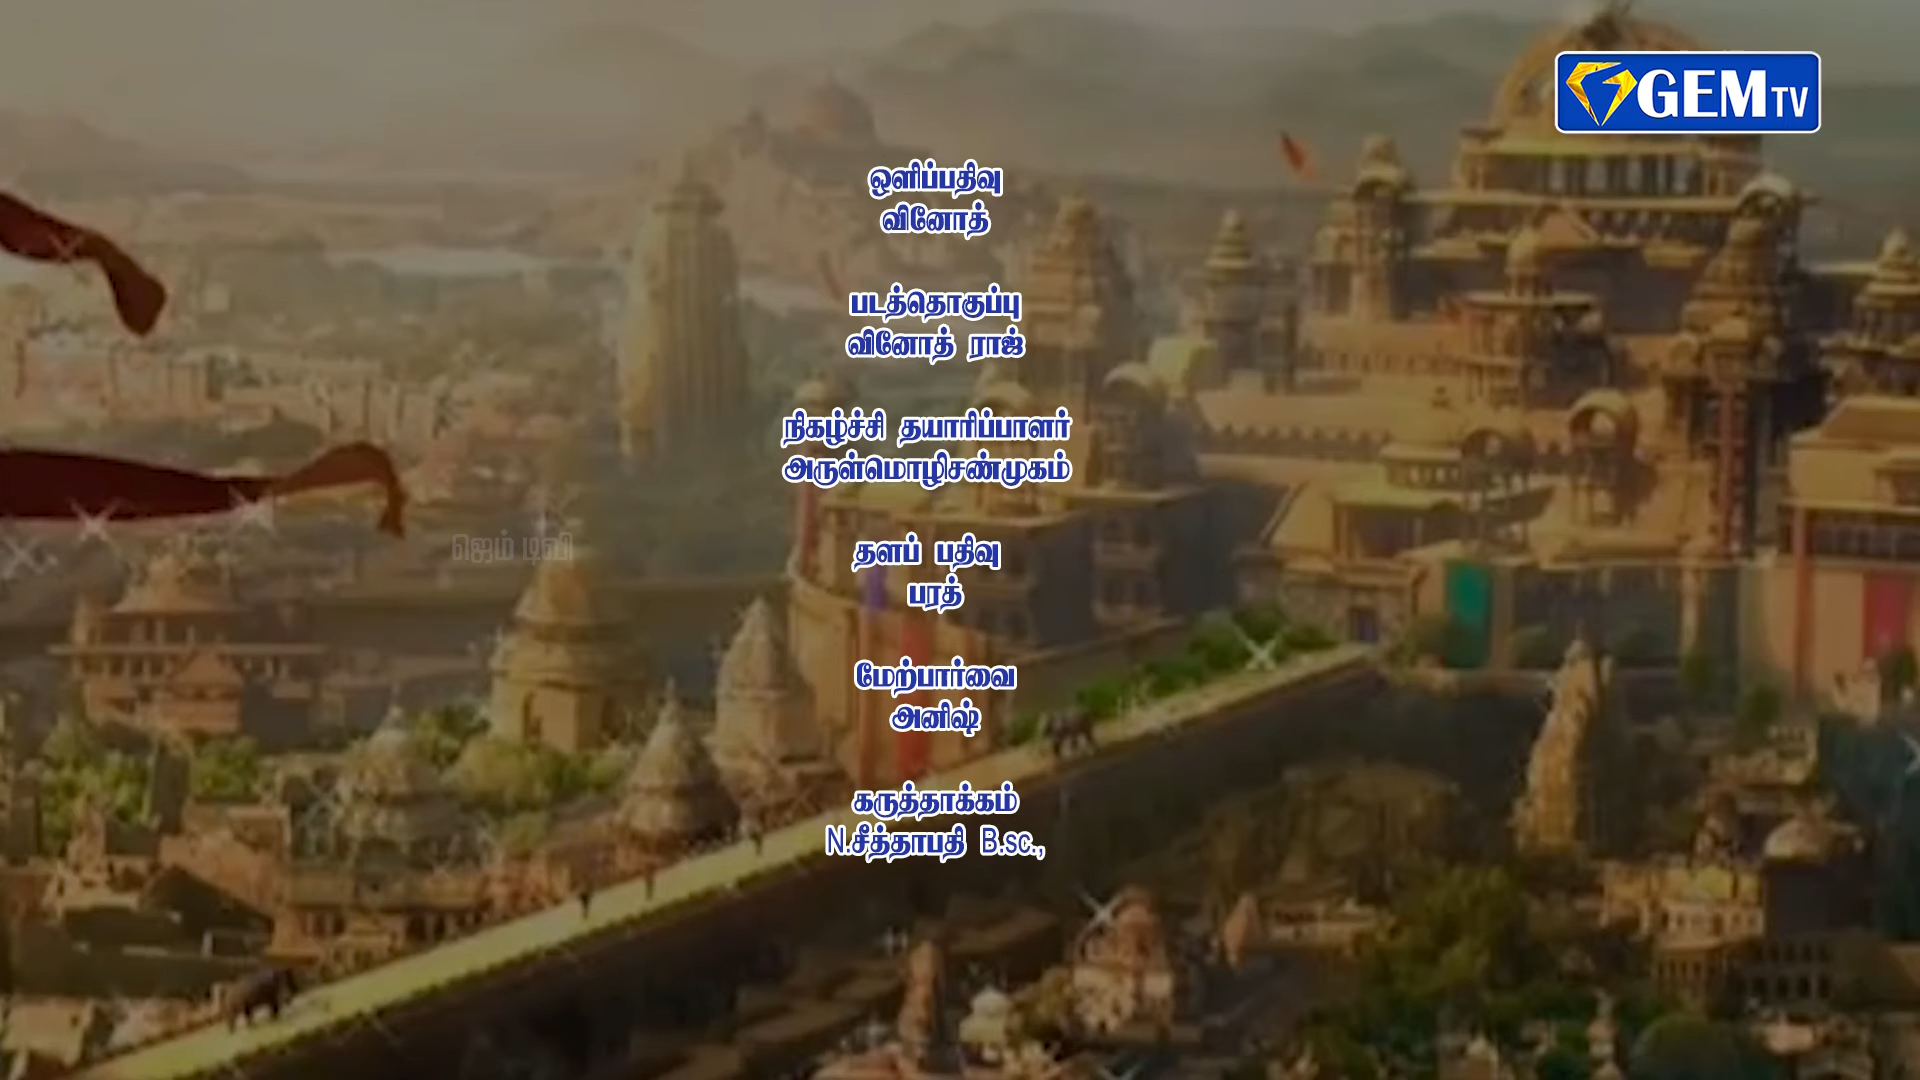 GEM TV
ஒளிப்பதிவு
வினோத்
படத்தொகுப்பு
வினோத் ராஜ்
நிகழ்ச்சி தயாரிப்பாளர்
அருள்மொழிசண்முகம்
ஜெம் டிவி
தளப் பதிவு
பரத்
மேற்பார்வை
அனிஷ்
கருத்தாக்கம்
N.சீத்தாபதி B.sc.,